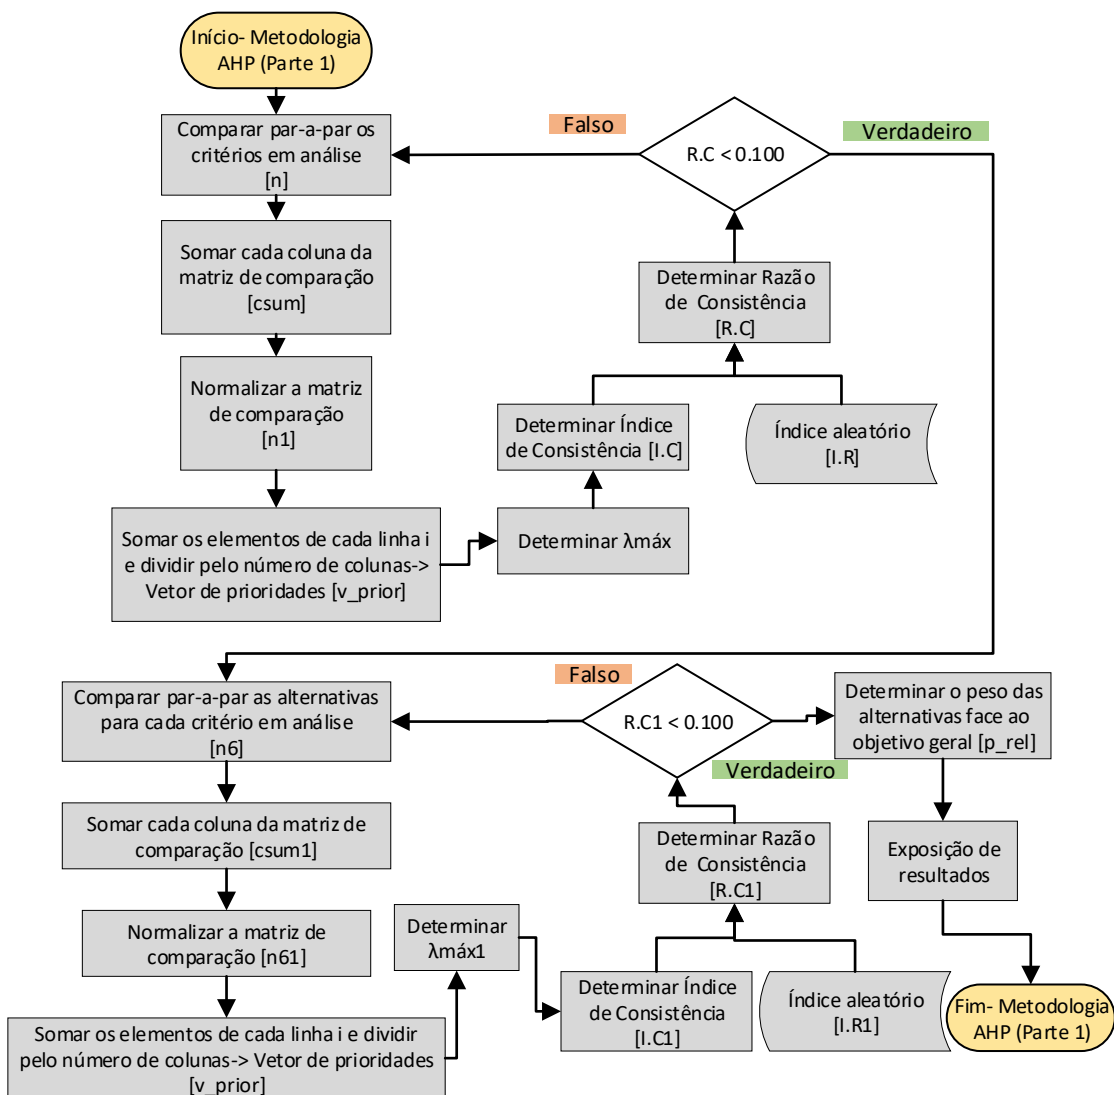 Início- Metodologia
AHP (Parte 1)
Comparar par-a-par os
critérios em análise
[n]
Somar cada coluna da
matriz de comparação
[csum]
Normalizar a matriz
de comparação
[n1]
Somar os elementos de cada linha i
e dividir pelo número de colunas->
Vetor de prioridades [v_prior]
Determinar λmáx
Determinar Índice
de Consistência [I.C]
Índice aleatório
[I.R]
Determinar Razão
de Consistência
[R.C]
R.C < 0.100
Falso
Verdadeiro
Comparar par-a-par as alternativas
para cada critério em análise
[n6]
Somar cada coluna da matriz de
comparação [csum1]
Normalizar a matriz de
comparação [n61]
Somar os elementos de cada linha i e dividir
pelo número de colunas-> Vetor de prioridades
[v_prior]
Determinar
λmáx1
Determinar Índice
de Consistência
[I.C1]
Índice aleatório
[I.R1]
Determinar Razão
de Consistência
[R.C1]
R.C1 < 0.100
Falso
Verdadeiro
Determinar o peso das
alternativas face ao
objetivo geral [p_rel]
Exposição de
resultados
Fim- Metodologia
AHP (Parte 1)